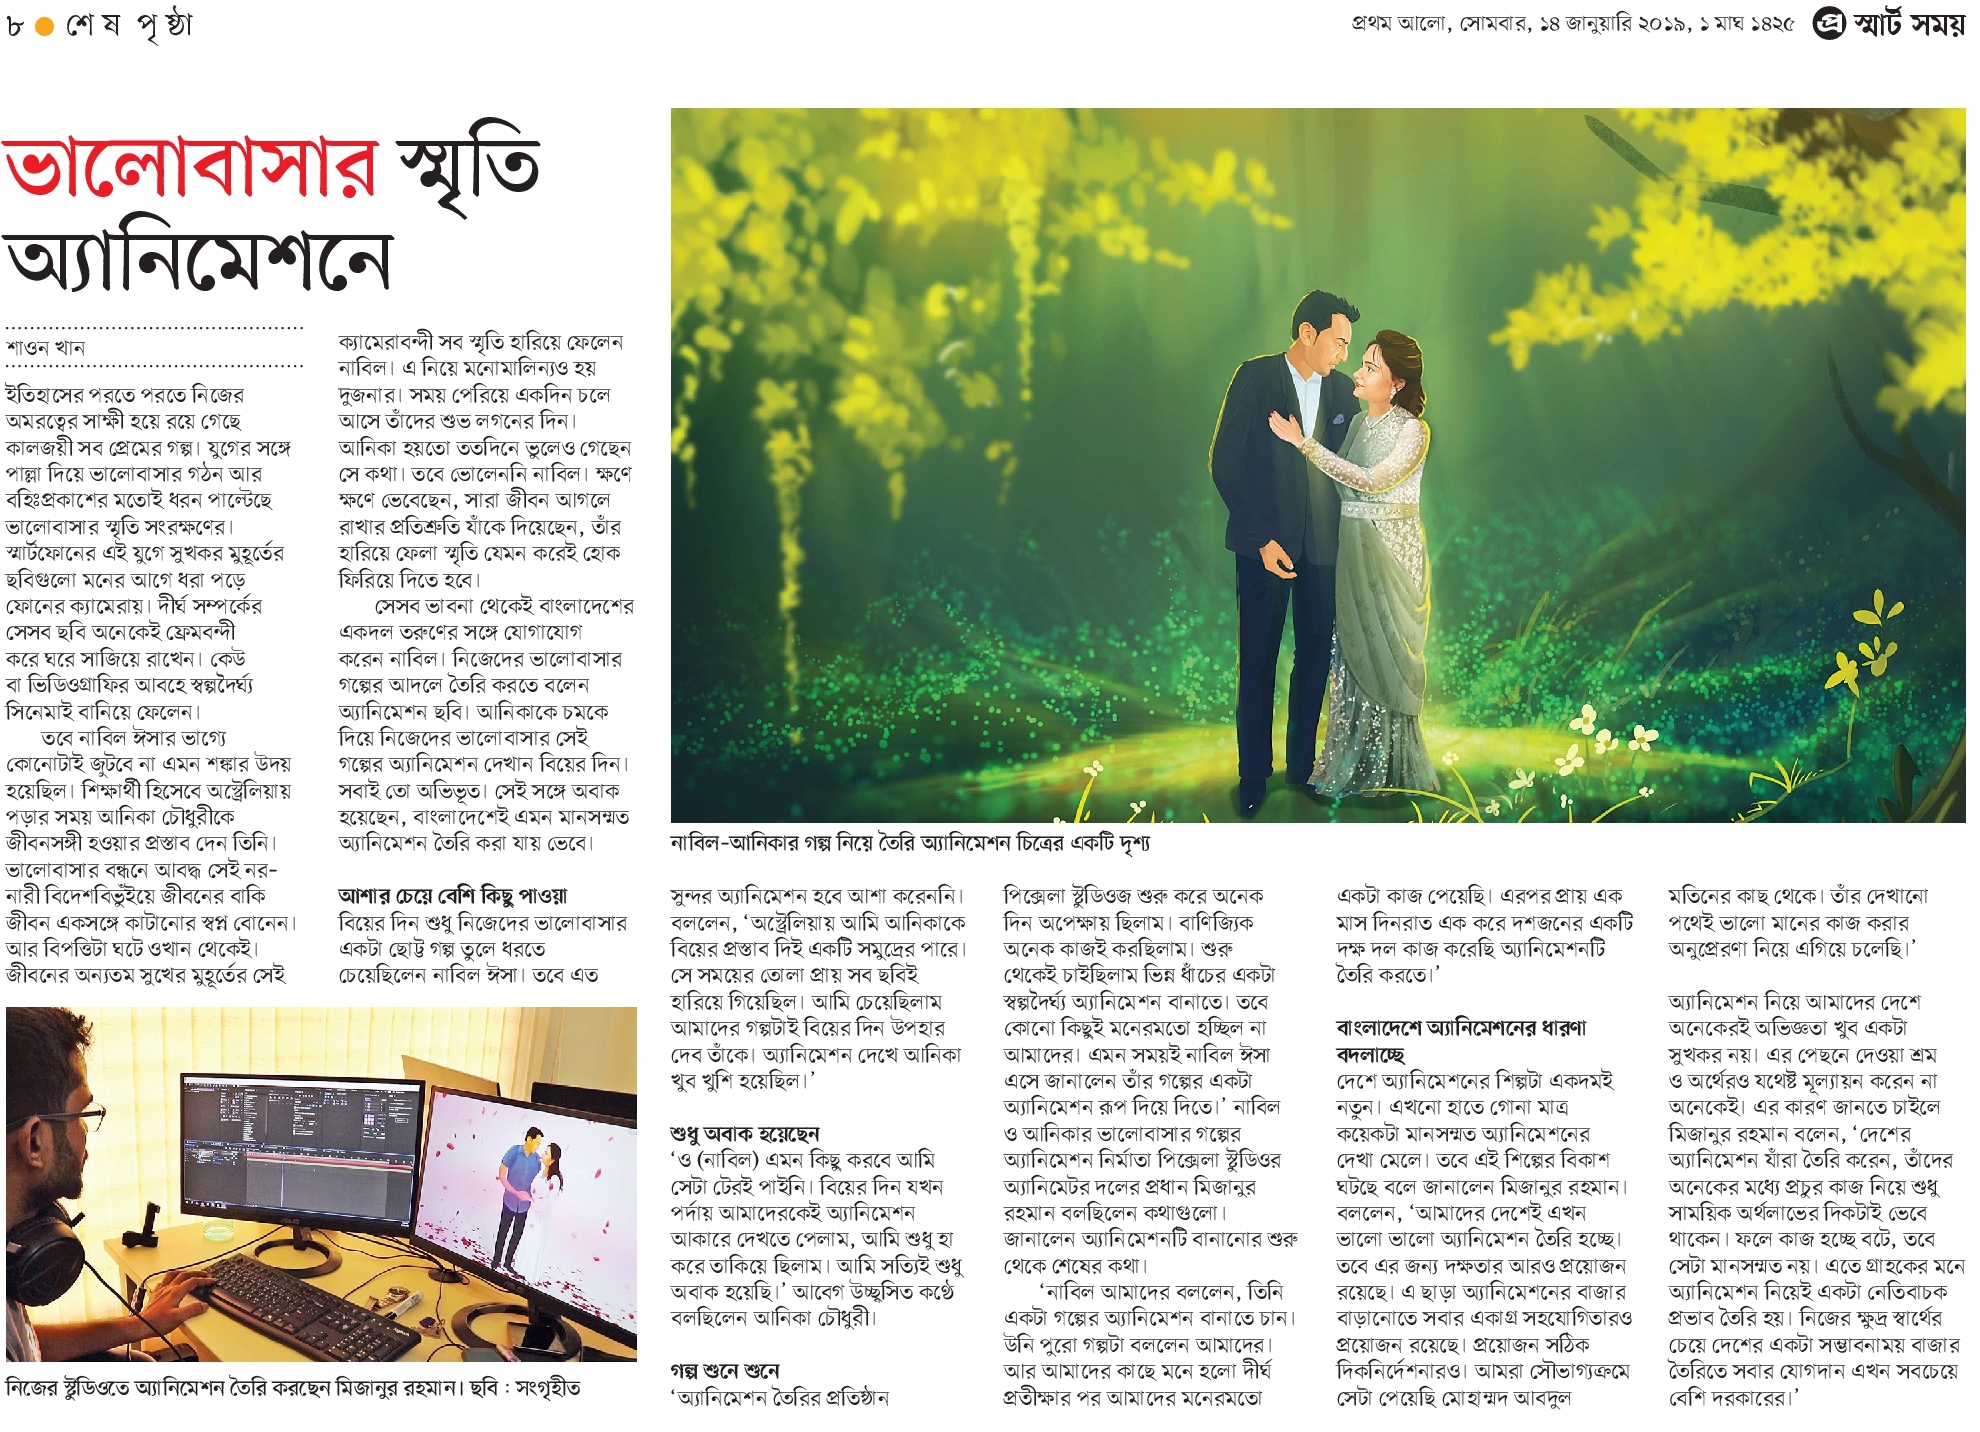 ৮ ● শে ষ পৃ ষ্ঠা
প্রথম আলো, সোমবার, ১৪ জানুয়ারি ২০১৯, ১ মাঘ ১৪২৫ প্র স্মার্ট সময়
ভালোবাসার স্মৃতি
অ্যানিমেশনে
শাওন খান
ইতিহাসের পরতে পরতে নিজের
অমরত্বের সাক্ষী হয়ে রয়ে গেছে
কালজয়ী সব প্রেমের গল্প। যুগের সঙ্গে
পাল্লা দিয়ে ভালোবাসার গঠন আর
বহিঃপ্রকাশের মতোই ধরন পাল্টেছে
ভালোবাসার স্মৃতি সংরক্ষণের।
স্মার্টফোনের এই যুগে সুখকর মুহূর্তের
ছবিগুলো মনের আগে ধরা পড়ে
ফোনের ক্যামেরায়। দীর্ঘ সম্পর্কের
সেসব ছবি অনেকেই ফ্রেমবন্দী
করে ঘরে সাজিয়ে রাখেন। কেউ
বা ভিডিওগ্রাফির আবহে স্বল্পদৈর্ঘ্য
সিনেমাই বানিয়ে ফেলেন।
তবে নাবিল ঈসার ভাগ্যে
কোনোটাই জুটবে না এমন শঙ্কার উদয়
হয়েছিল। শিক্ষার্থী হিসেবে অস্ট্রেলিয়ায়
পড়ার সময় আনিকা চৌধুরীকে
জীবনসঙ্গী হওয়ার প্রস্তাব দেন তিনি।
ভালোবাসার বন্ধনে আবদ্ধ সেই নর-
নারী বিদেশবিভুঁইয়ে জীবনের বাকি
জীবন একসঙ্গে কাটানোর স্বপ্ন বোনেন।
আর বিপত্তিটা ঘটে ওখান থেকেই।
জীবনের অন্যতম সুখের মুহূর্তের সেই
ক্যামেরাবন্দী সব স্মৃতি হারিয়ে ফেলেন
নাবিল। এ নিয়ে মনোমালিন্যও হয়
দুজনার। সময় পেরিয়ে একদিন চলে
আসে তাঁদের শুভ লগনের দিন।
আনিকা হয়তো ততদিনে ভুলেও গেছেন
সে কথা। তবে ভোলেননি নাবিল। ক্ষণে
ক্ষণে ভেবেছেন, সারা জীবন আগলে
রাখার প্রতিশ্রুতি যাঁকে দিয়েছেন, তাঁর
হারিয়ে ফেলা স্মৃতি যেমন করেই হোক
ফিরিয়ে দিতে হবে।
সেসব ভাবনা থেকেই বাংলাদেশের
একদল তরুণের সঙ্গে যোগাযোগ
করেন নাবিল। নিজেদের ভালোবাসার
গল্পের আদলে তৈরি করতে বলেন
অ্যানিমেশন ছবি। আনিকাকে চমকে
দিয়ে নিজেদের ভালোবাসার সেই
গল্পের অ্যানিমেশন দেখান বিয়ের দিন।
সবাই তো অভিভূত। সেই সঙ্গে অবাক
হয়েছেন, বাংলাদেশেই এমন মানসম্মত
অ্যানিমেশন তৈরি করা যায় ভেবে।
আশার চেয়ে বেশি কিছু পাওয়া
বিয়ের দিন শুধু নিজেদের ভালোবাসার
একটা ছোট্ট গল্প তুলে ধরতে
চেয়েছিলেন নাবিল ঈসা। তবে এত
নাবিল-আনিকার গল্প নিয়ে তৈরি অ্যানিমেশন চিত্রের একটি দৃশ্য
সুন্দর অ্যানিমেশন হবে আশা করেননি।
বললেন, ‘অস্ট্রেলিয়ায় আমি আনিকাকে
বিয়ের প্রস্তাব দিই একটি সমুদ্রের পারে।
সে সময়ের তোলা প্রায় সব ছবিই
হারিয়ে গিয়েছিল। আমি চেয়েছিলাম
আমাদের গল্পটাই বিয়ের দিন উপহার
দেব তাঁকে। অ্যানিমেশন দেখে আনিকা
খুব খুশি হয়েছিল।’
শুধু অবাক হয়েছেন
‘ও (নাবিল) এমন কিছু করবে আমি
সেটা টেরই পাইনি। বিয়ের দিন যখন
পর্দায় আমাদেরকেই অ্যানিমেশন
আকারে দেখতে পেলাম, আমি শুধু হা
করে তাকিয়ে ছিলাম। আমি সত্যিই শুধু
অবাক হয়েছি।’ আবেগ উচ্ছ্বসিত কণ্ঠে
বলছিলেন আনিকা চৌধুরী।
গল্প শুনে শুনে
‘অ্যানিমেশন তৈরির প্রতিষ্ঠান
পিক্সেলা স্টুডিওজ শুরু করে অনেক
দিন অপেক্ষায় ছিলাম। বাণিজ্যিক
অনেক কাজই করছিলাম। শুরু
থেকেই চাইছিলাম ভিন্ন ধাঁচের একটা
স্বল্পদৈর্ঘ্য অ্যানিমেশন বানাতে। তবে
কোনো কিছুই মনেরমতো হচ্ছিল না
আমাদের। এমন সময়ই নাবিল ঈসা
এসে জানালেন তাঁর গল্পের একটা
অ্যানিমেশন রূপ দিয়ে দিতে।’ নাবিল
ও আনিকার ভালোবাসার গল্পের
অ্যানিমেশন নির্মাতা পিক্সেলা স্টুডিওর
অ্যানিমেটর দলের প্রধান মিজানুর
রহমান বলছিলেন কথাগুলো।
জানালেন অ্যানিমেশনটি বানানোর শুরু
থেকে শেষের কথা।
‘নাবিল আমাদের বললেন, তিনি
একটা গল্পের অ্যানিমেশন বানাতে চান।
উনি পুরো গল্পটা বললেন আমাদের।
আর আমাদের কাছে মনে হলো দীর্ঘ
প্রতীক্ষার পর আমাদের মনেরমতো
একটা কাজ পেয়েছি। এরপর প্রায় এক
মাস দিনরাত এক করে দশজনের একটি
দক্ষ দল কাজ করেছি অ্যানিমেশনটি
তৈরি করতে।’
বাংলাদেশে অ্যানিমেশনের ধারণা
বদলাচ্ছে
দেশে অ্যানিমেশনের শিল্পটা একদমই
নতুন। এখনো হাতে গোনা মাত্র
কয়েকটা মানসম্মত অ্যানিমেশনের
দেখা মেলে। তবে এই শিল্পের বিকাশ
ঘটছে বলে জানালেন মিজানুর রহমান।
বললেন, ‘আমাদের দেশেই এখন
ভালো ভালো অ্যানিমেশন তৈরি হচ্ছে।
তবে এর জন্য দক্ষতার আরও প্রয়োজন
রয়েছে। এ ছাড়া অ্যানিমেশনের বাজার
বাড়ানোতে সবার একাগ্র সহযোগিতারও
প্রয়োজন রয়েছে। প্রয়োজন সঠিক
দিকনির্দেশনারও। আমরা সৌভাগ্যক্রমে
সেটা পেয়েছি মোহাম্মদ আবদুল
মতিনের কাছ থেকে। তাঁর দেখানো
পথেই ভালো মানের কাজ করার
অনুপ্রেরণা নিয়ে এগিয়ে চলেছি।’
অ্যানিমেশন নিয়ে আমাদের দেশে
অনেকেরই অভিজ্ঞতা খুব একটা
সুখকর নয়। এর পেছনে দেওয়া শ্রম
ও অর্থেরও যথেষ্ট মূল্যায়ন করেন না
অনেকেই। এর কারণ জানতে চাইলে
মিজানুর রহমান বলেন, ‘দেশের
অ্যানিমেশন যাঁরা তৈরি করেন, তাঁদের
অনেকের মধ্যে প্রচুর কাজ নিয়ে শুধু
সাময়িক অর্থলাভের দিকটাই ভেবে
থাকেন। ফলে কাজ হচ্ছে বটে, তবে
সেটা মানসম্মত নয়। এতে গ্রাহকের মনে
অ্যানিমেশন নিয়েই একটা নেতিবাচক
প্রভাব তৈরি হয়। নিজের ক্ষুদ্র স্বার্থের
চেয়ে দেশের একটা সম্ভাবনাময় বাজার
তৈরিতে সবার যোগদান এখন সবচেয়ে
বেশি দরকারের।’
নিজের স্টুডিওতে অ্যানিমেশন তৈরি করছেন মিজানুর রহমান। ছবি : সংগৃহীত